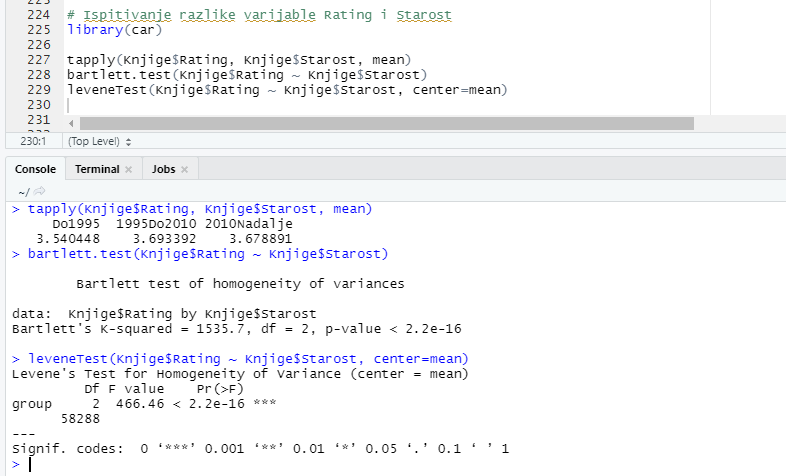 223
224 # Ispitivanje razlike varijable Rating i Starost
225 library(car)
226
227 tapply(Knjige$Rating, Knjige$Starost, mean)
228 bartlett.test(Knjige$Rating ~ Knjige$Starost)
229 leveneTest(Knjige$Rating ~ Knjige$Starost, center=mean)
230
231
230:1 (Top Level)
Console Terminal × Jobs ×
~/
> tapply(Knjige$Rating, Knjige$Starost, mean)
Do1995 1995Do2010 2010Nadalje
3.540448 3.693392 3.678891
> bartlett.test(Knjige$Rating ~ Knjige$Starost)
Bartlett test of homogeneity of variances
data: Knjige$Rating by Knjige$Starost
Bartlett's K-squared = 1535.7, df = 2, p-value < 2.2e-16
> leveneTest(Knjige$Rating ~ Knjige$Starost, center=mean)
Levene's Test for Homogeneity of Variance (center = mean)
Df F value Pr(>F)
group 2 466.46 < 2.2e-16 ***
58288
---
Signif. codes: 0 ‘***’ 0.001 ‘**’ 0.01 ‘*’ 0.05 ‘.’ 0.1 ‘ ’ 1
>